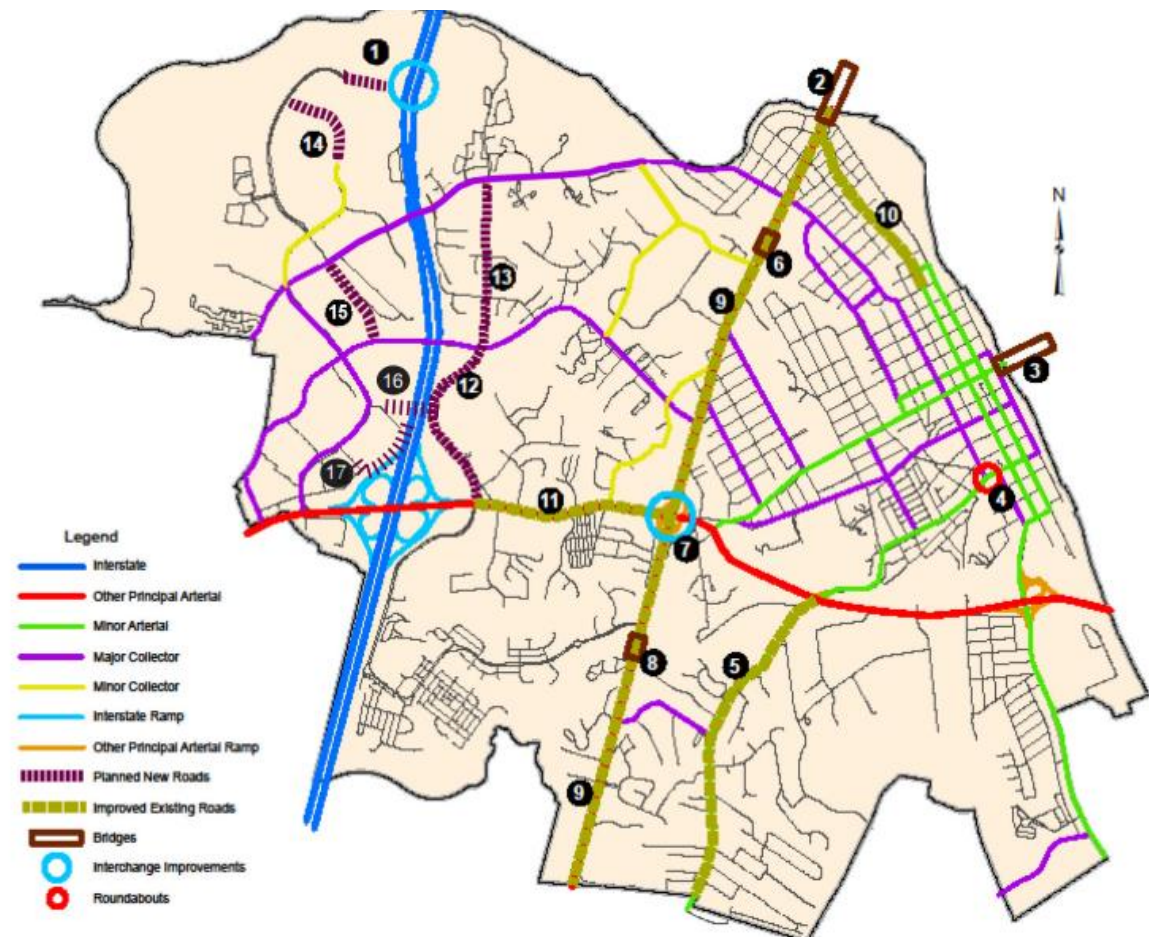 1
2
14
N
10
6
13
9
15
3
12
16
17
4
11
7
Legend
Interstate
Other Principal Arterial
Minor Arterial
Major Collector
Minor Collector
Interstate Ramp
Other Principal Arterial Ramp
Planned New Roads
Improved Existing Roads
Bridges
Interchange Improvements
Roundabouts
8
5
9